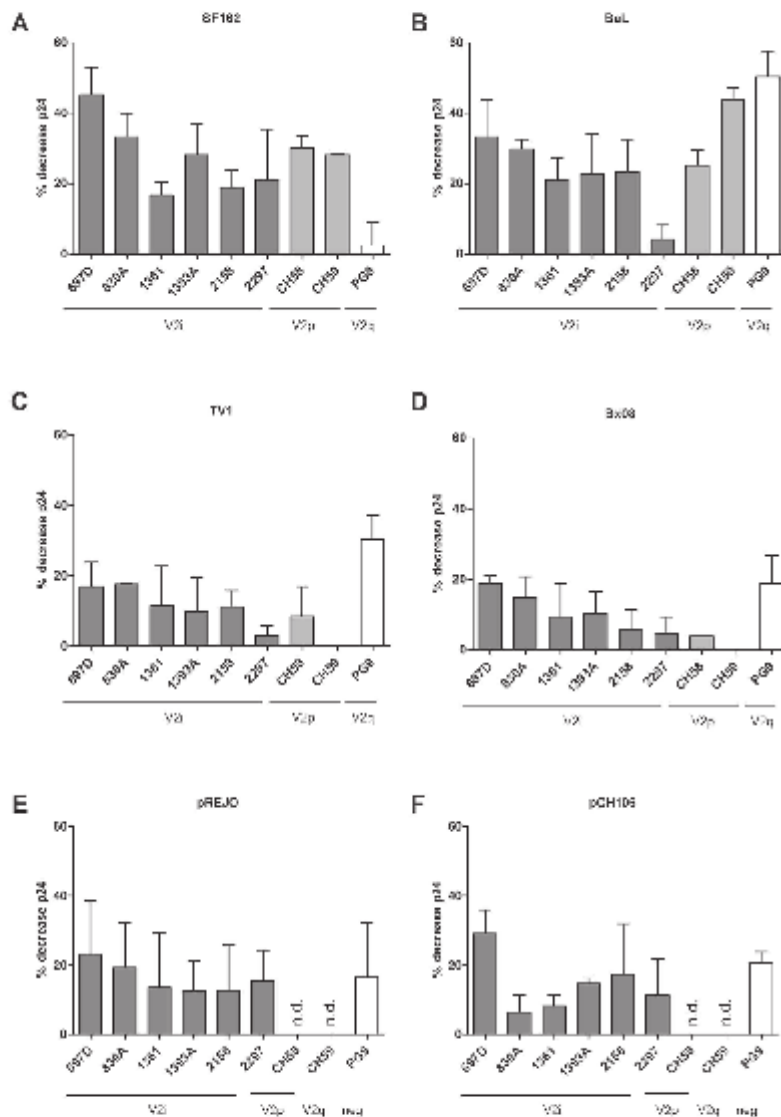 A
SF162
% decrease p24
60
40
20
0
697D 830A 1361 1393A 2158 2297 CH58 CH59 PG9
V2i V2p V2q
B
BaL
% decrease p24
60
40
20
0
697D 830A 1361 1393A 2158 2297 CH58 CH59 PG9
V2i V2p V2q
C
TV1
% decrease p24
60
40
20
0
697D 830A 1361 1393A 2158 2297 CH58 CH59 PG9
V2i V2p V2q
D
Bx08
% decrease p24
60
40
20
0
697D 830A 1361 1393A 2158 2297 CH58 CH59 PG9
V2i V2p V2q
E
pREJO
% decrease p24
60
40
20
0
n.d. n.d.
697D 830A 1361 1393A 2158 2297 CH58 CH59 PG9
V2i V2p V2q
F
pCH106
% decrease p24
60
40
20
0
n.d. n.d.
697D 830A 1361 1393A 2158 2297 CH58 CH59 PG9
V2i V2p V2q